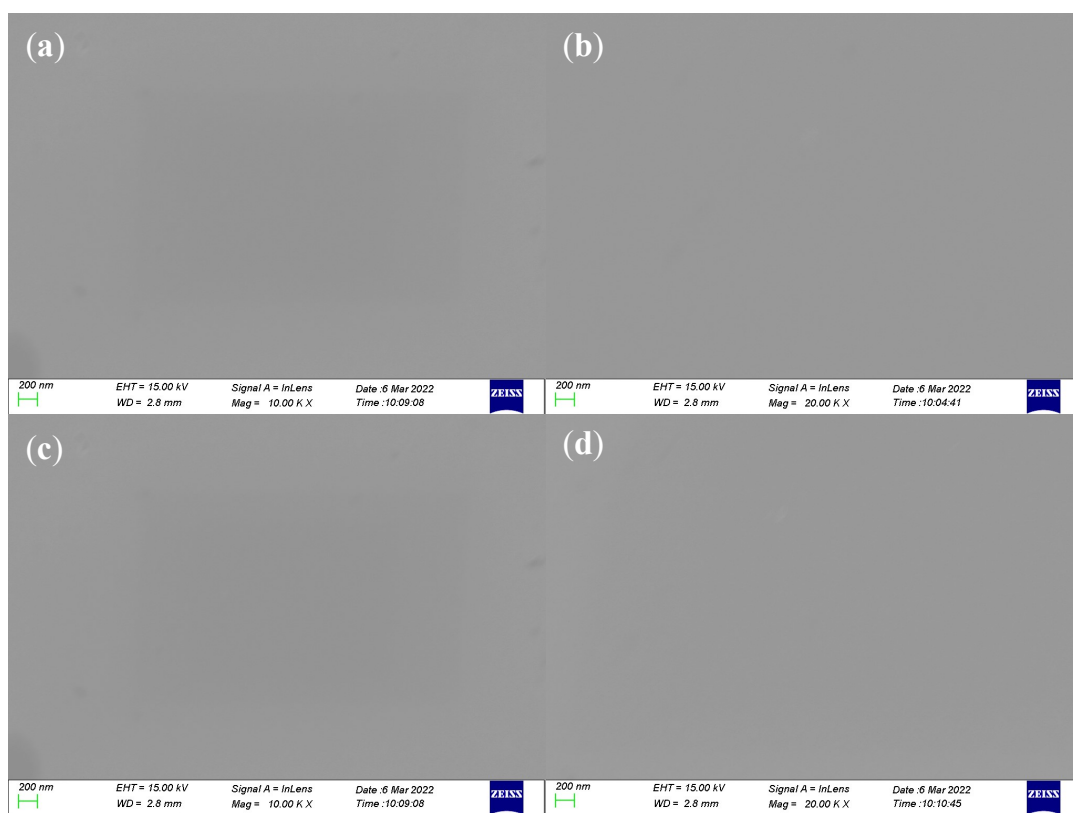 (a)
(b)
200 nm EHT = 15.00 kV Signal A = InLens Date :6 Mar 2022 ZEISS
WD = 2.8 mm Mag = 10.00 K X Time :10:09:08
200 nm EHT = 15.00 kV Signal A = InLens Date :6 Mar 2022 ZEISS
WD = 2.8 mm Mag = 20.00 K X Time :10:04:41
(c)
(d)
200 nm EHT = 15.00 kV Signal A = InLens Date :6 Mar 2022 ZEISS
WD = 2.8 mm Mag = 10.00 K X Time :10:09:08
200 nm EHT = 15.00 kV Signal A = InLens Date :6 Mar 2022 ZEISS
WD = 2.8 mm Mag = 20.00 K X Time :10:10:45